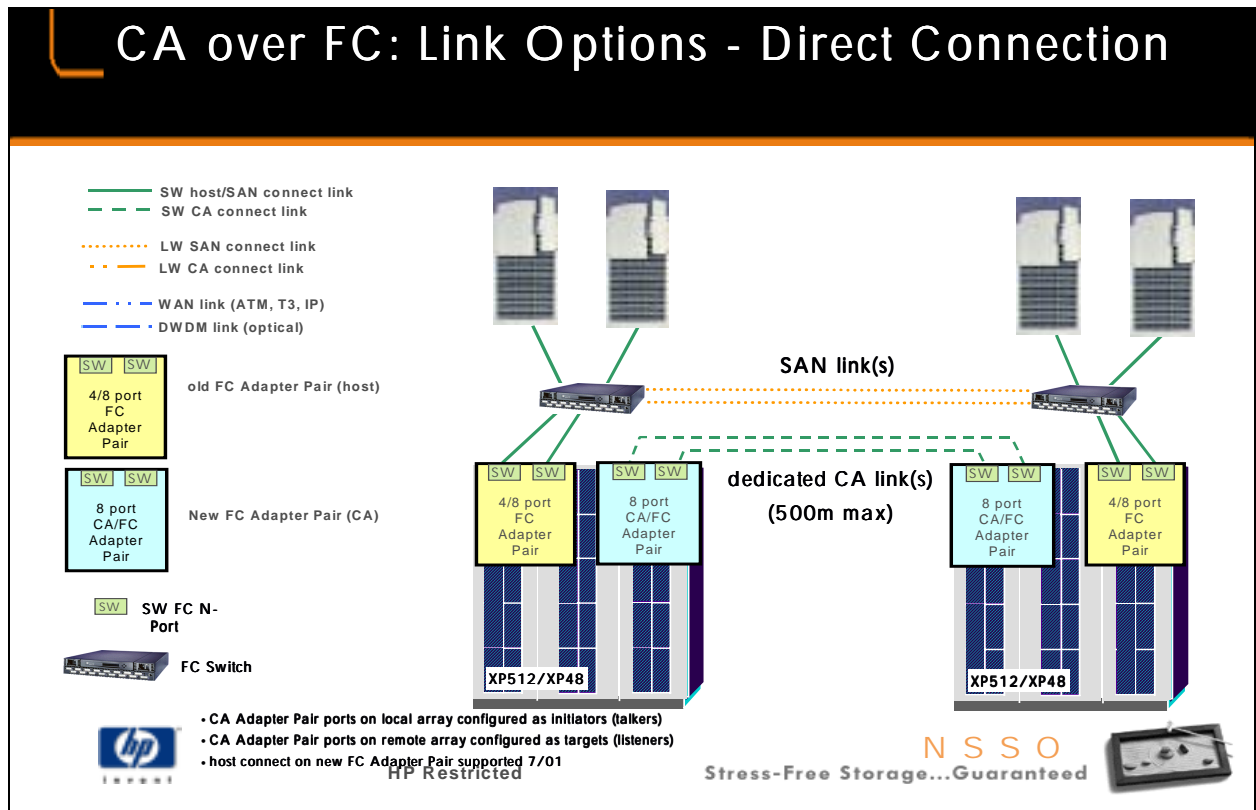 CA over FC: Link Options - Direct Connection
SW host/SAN connect link
SW CA connect link
LW SAN connect link
LW CA connect link
WAN link (ATM, T3, IP)
DWDM link (optical)
SW SW
4/8 port
FC
Adapter
Pair
old FC Adapter Pair (host)
SW SW
8 port
CA/FC
Adapter
Pair
New FC Adapter Pair (CA)
SW
SW FC N-
Port
FC Switch
SAN link(s)
dedicated CA link(s)
(500m max)
SW SW
4/8 port
FC
Adapter
Pair
SW SW
8 port
CA/FC
Adapter
Pair
XP512/XP48
SW SW
8 port
CA/FC
Adapter
Pair
SW SW
4/8 port
FC
Adapter
Pair
XP512/XP48
• CA Adapter Pair ports on local array configured as initiators (talkers)
• CA Adapter Pair ports on remote array configured as targets (listeners)
• host connect on new FC Adapter Pair supported 7/01
hp
invent
HP Restricted
NSSO
Stress-Free Storage...Guaranteed